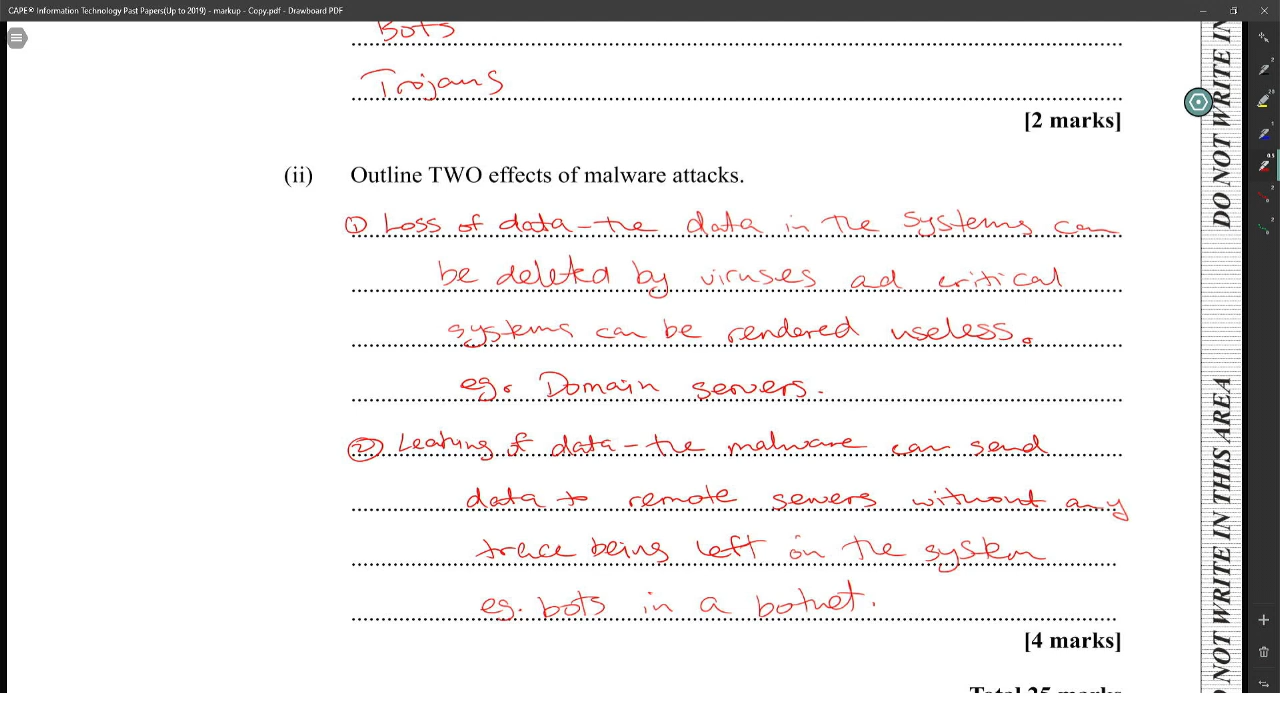 CAPE® Information Technology Past Papers(Up to 2019) - markup - Copy.pdf - Drawboard PDF
Bots
Trojans
[2 marks]
(ii) Outline TWO effects of malware attacks.
① Loss of data - the data in the systems can
be deleted by viruses ad critical
systems can be rendered useless.
eg. Domain servers.
② Leaking of data - the malware can send
data to remote servers without any
trace being left on the system
eg. bots in a botnet.
[4 marks]
Total 25 marks
DO NOT WRITE IN
NOT WRITE IN THIS AREA